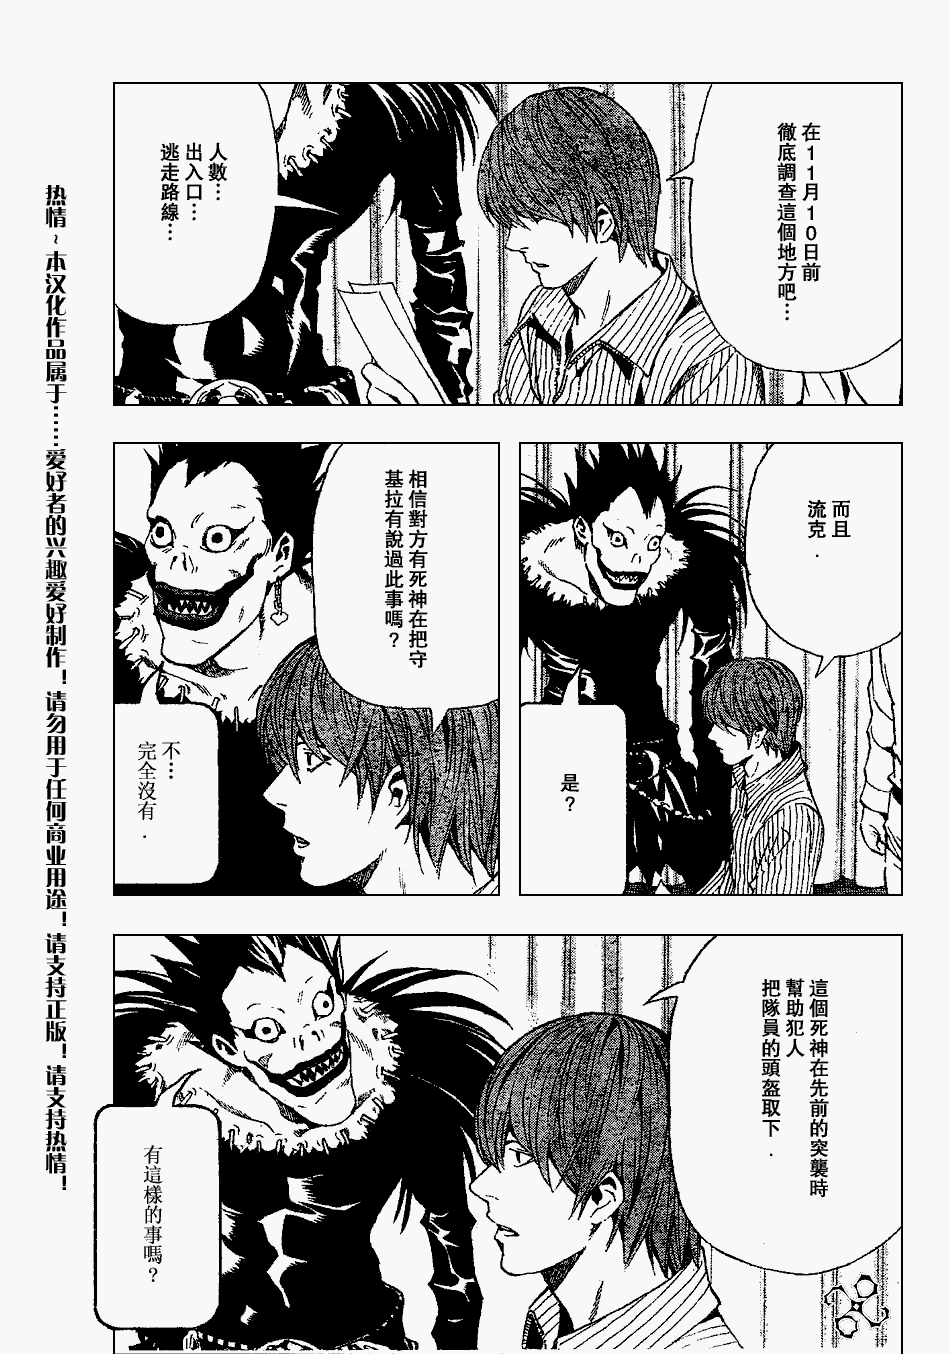 在11月10日前
徹底調查這個地方吧…
人數…
出入口…
逃走路線…
而且
流克.
是？
相信對方有死神在把守
基拉有說過此事嗎？
不…
完全沒有.
這個死神在先前的突襲時
幫助犯人
把隊員的頭盔取下.
有這樣的事嗎？
热情~本汉化作品属于……爱好者的兴趣爱好制作！请勿用于任何商业用途！请支持正版！请支持热情！